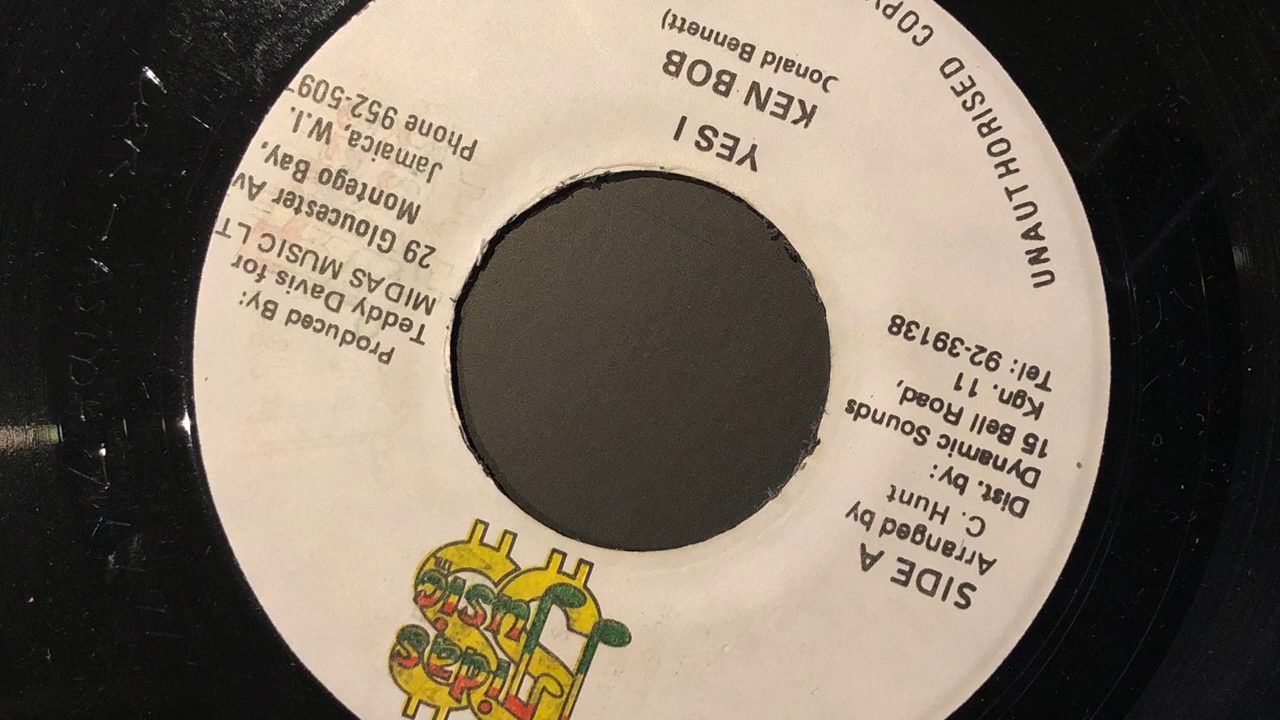 Midas
Music
LTD
SIDE A
Arranged by
C. Hunt
Dist. by:
Dynamic Sounds
15 Bell Road,
Kgn. 11
Tel: 92-39138
Produced By:
Teddy Davis for
MIDAS MUSIC LT
29 Gloucester Av
Montego Bay,
Jamaica, W.I.
Phone 952-509
YES I
KEN BOB
Jonald Bennett)
UNAUTHORISED COPY